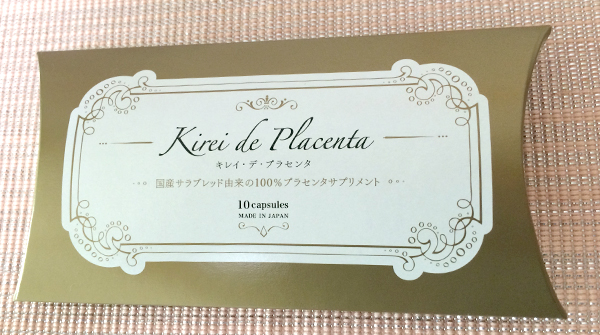 Kirei de Placenta
キレイ・デ・プラセンタ
国産サラブレッド由来の100%プラセンタサプリメント
10 capsules
MADE IN JAPAN